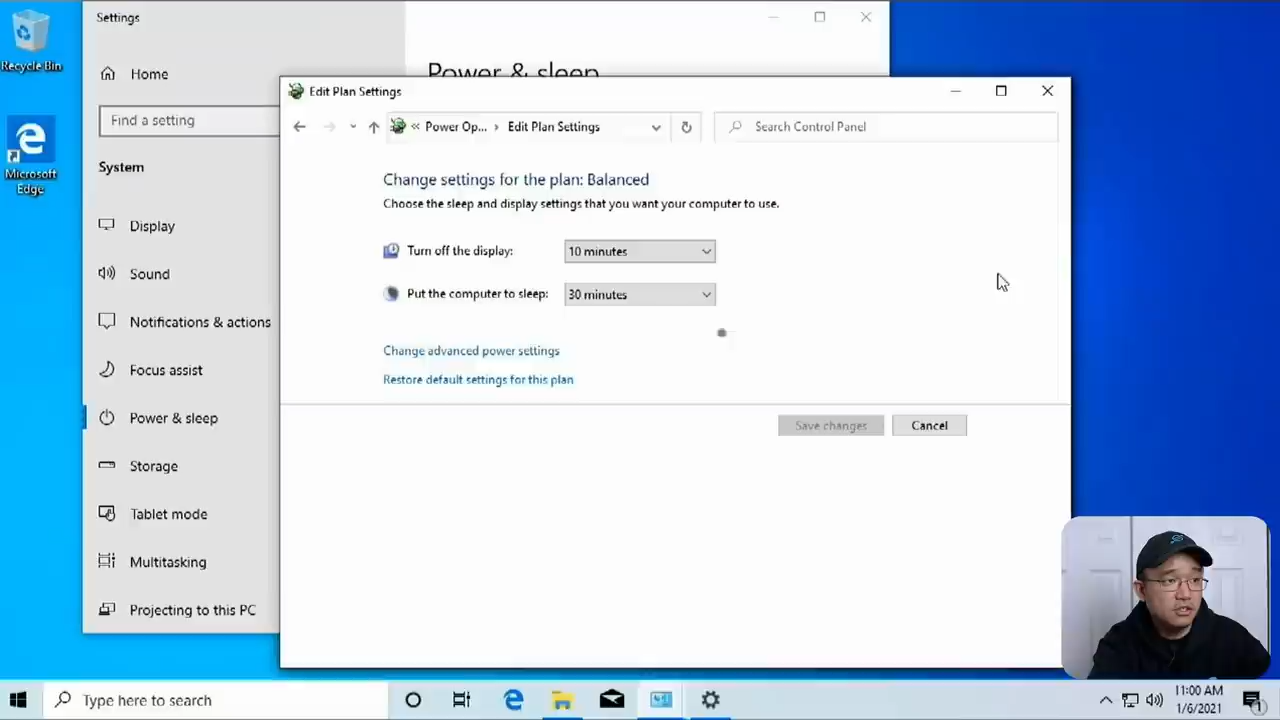 Recycle Bin
Microsoft
Edge
Settings
Home
Find a setting
System
Display
Sound
Notifications & actions
Focus assist
Power & sleep
Storage
Tablet mode
Multitasking
Projecting to this PC
Power & sleep
Edit Plan Settings
« Power Op... › Edit Plan Settings
Search Control Panel
Change settings for the plan: Balanced
Choose the sleep and display settings that you want your computer to use.
Turn off the display: 10 minutes
Put the computer to sleep: 30 minutes
Change advanced power settings
Restore default settings for this plan
Save changes
Cancel
Type here to search
11:00 AM
1/6/2021
1